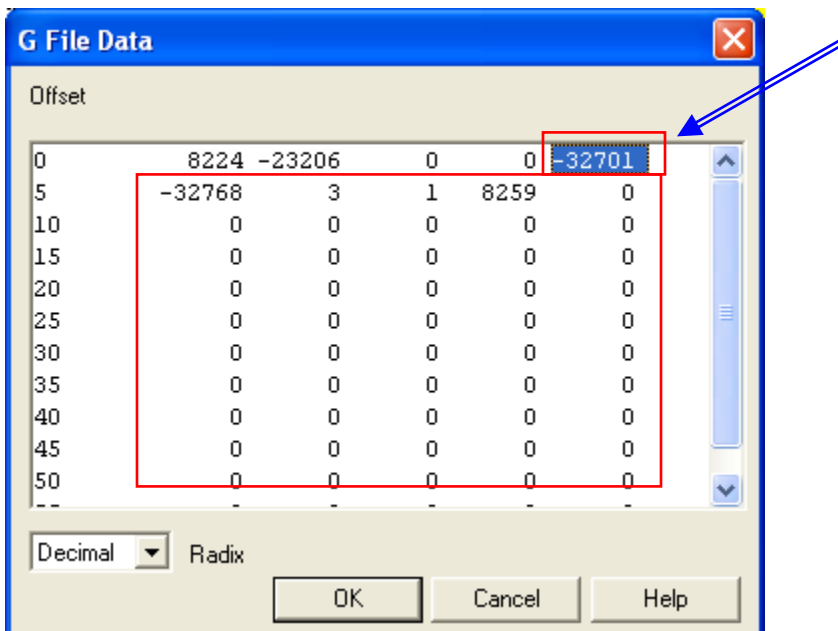 G File Data
Offset
0 8224 -23206 0 0 -32701
5 -32768 3 1 8259 0
10 0 0 0 0 0
15 0 0 0 0 0
20 0 0 0 0 0
25 0 0 0 0 0
30 0 0 0 0 0
35 0 0 0 0 0
40 0 0 0 0 0
45 0 0 0 0 0
50 0 0 0 0 0
Decimal Radix
OK Cancel Help